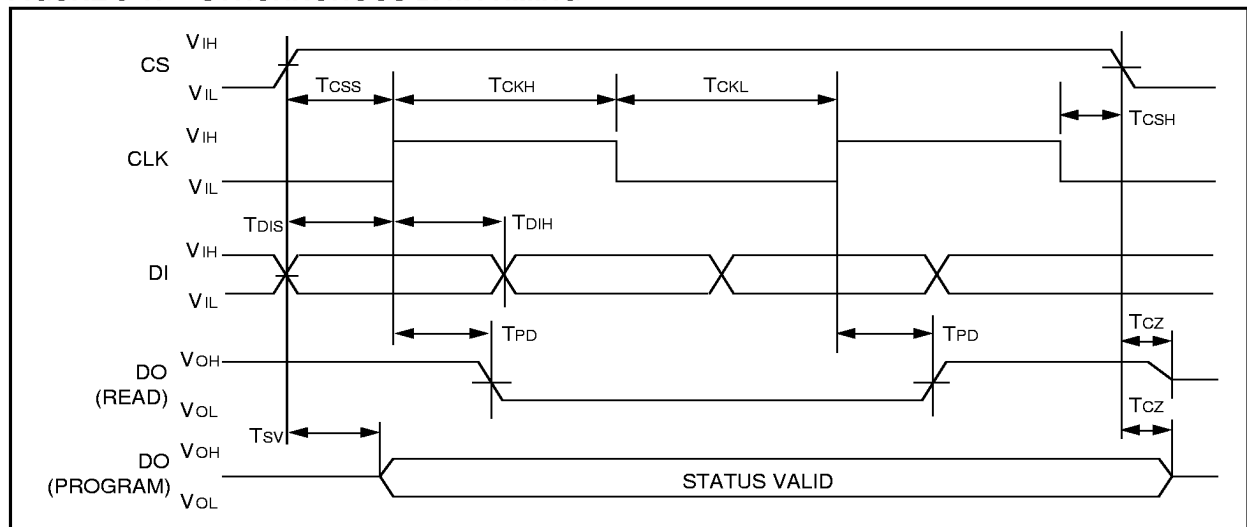 VIH
CS
VIL
TCSS
TCKH
TCKL
TCSH
VIH
CLK
VIL
TDIS
TDIH
VIH
DI
VIL
TPD
TPD
TCZ
VOH
DO
(READ)
VOL
TCZ
TSV
VOH
DO
(PROGRAM)
VOL
STATUS VALID